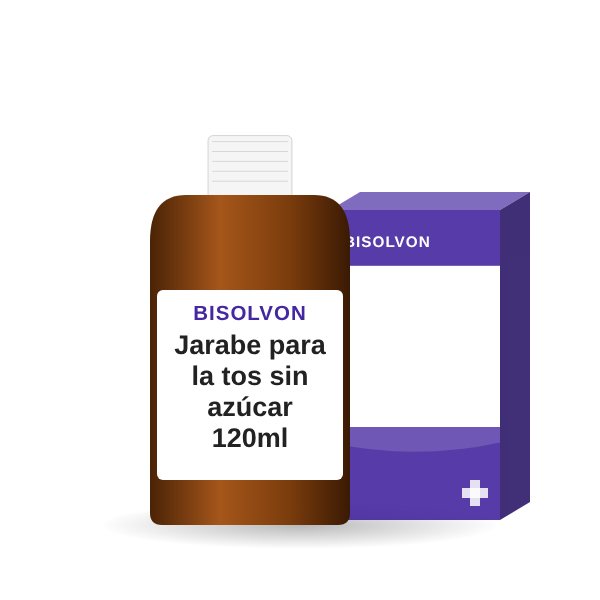 BISOLVON
BISOLVON
Jarabe para
la tos sin
azúcar
120ml